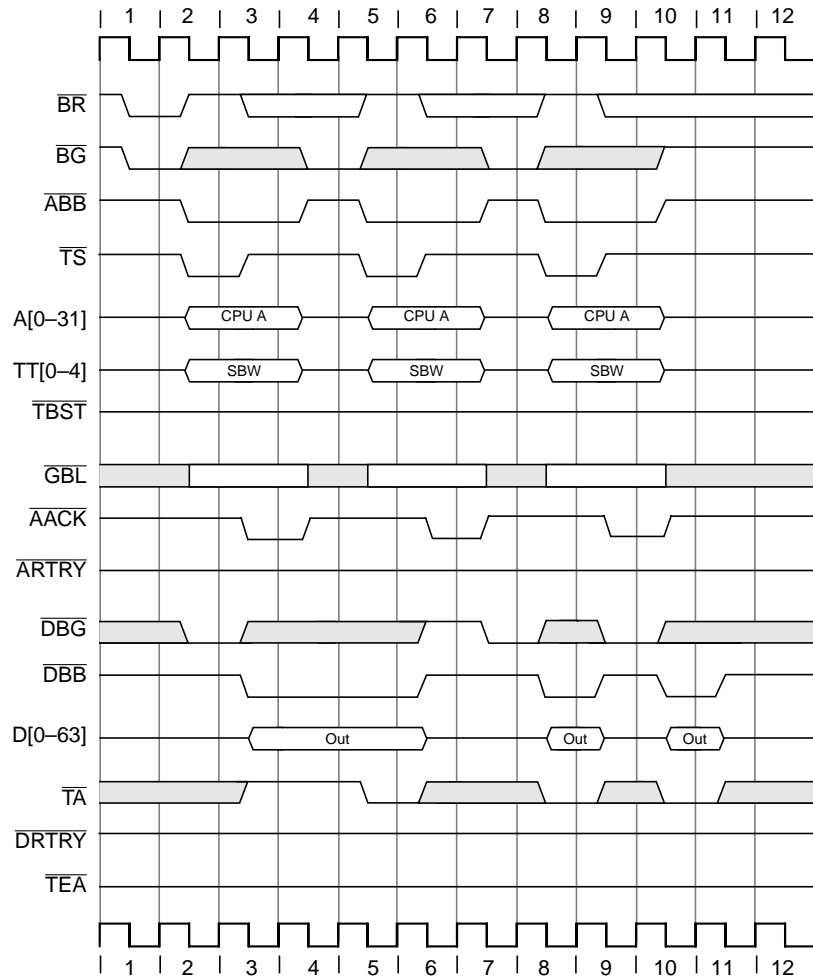 1 2 3 4 5 6 7 8 9 10 11 12
BR
BG
ABB
TS
A[0–31] CPU A CPU A CPU A
TT[0–4] SBW SBW SBW
TBST
GBL
AACK
ARTRY
DBG
DBB
D[0–63] Out Out Out
TA
DRTRY
TEA
1 2 3 4 5 6 7 8 9 10 11 12